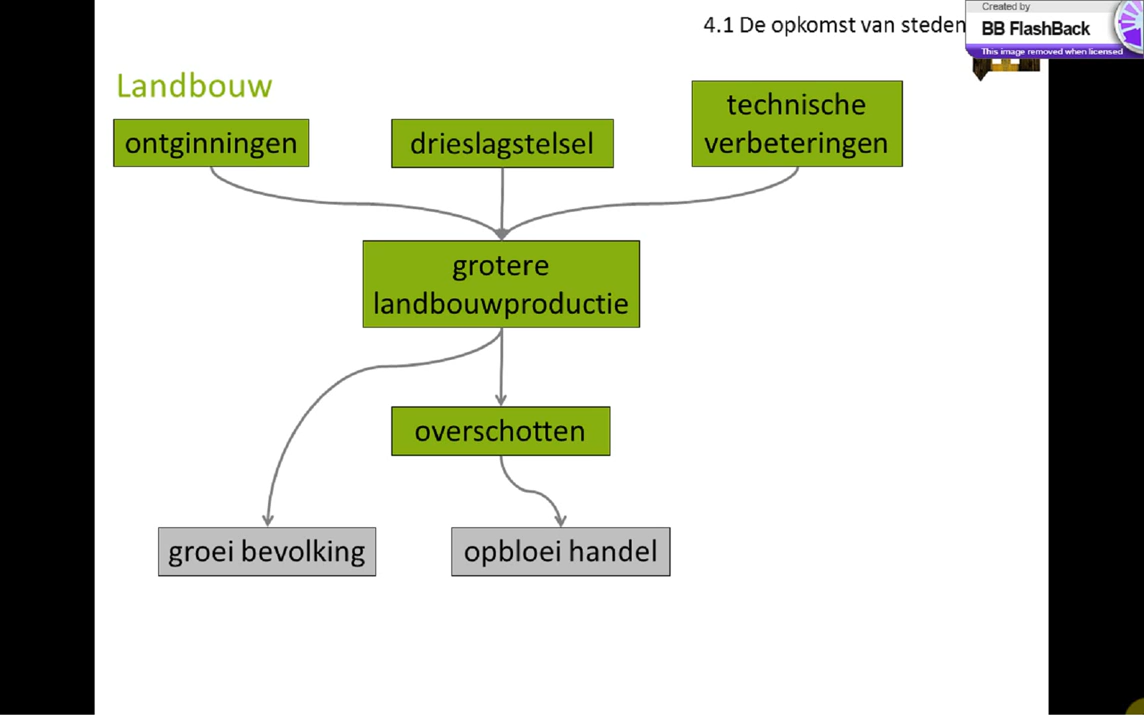 4.1 De opkomst van steden
Created by
BB FlashBack
This image removed when licensed
Landbouw
ontginningen
drieslagstelsel
technische
verbeteringen
grotere
landbouwproductie
overschotten
groei bevolking
opbloei handel